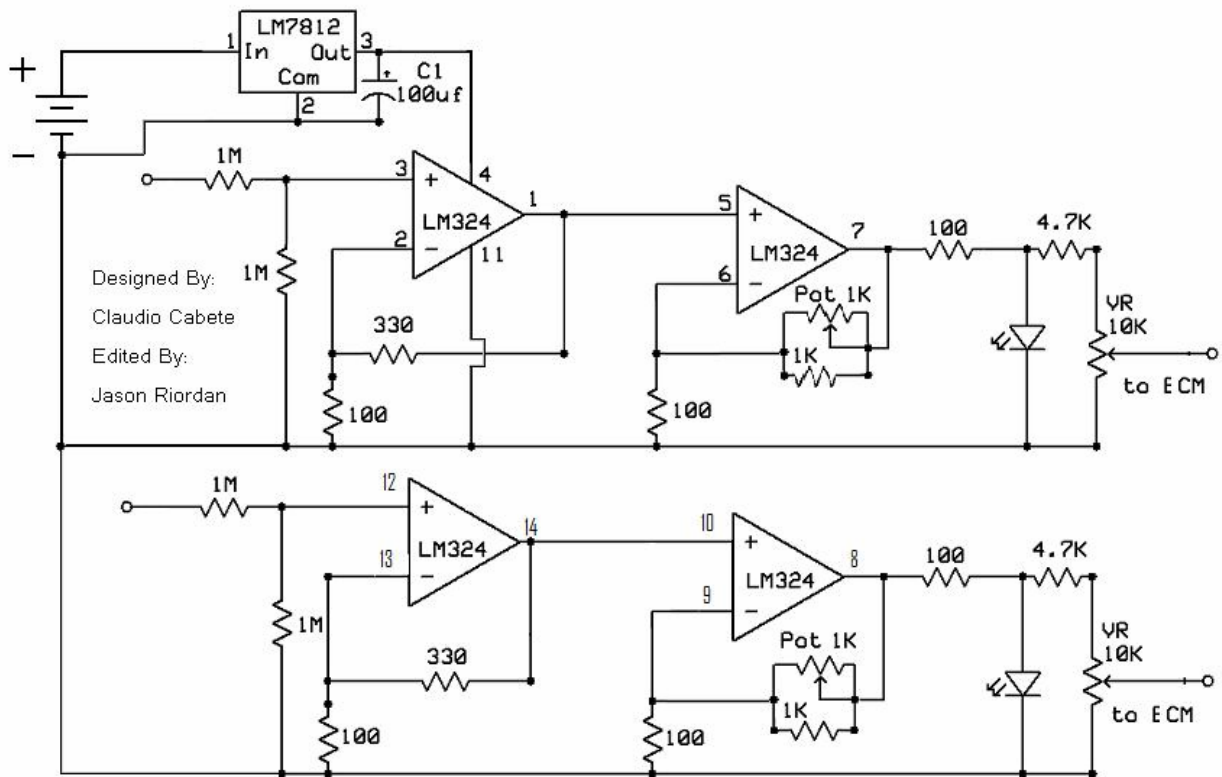 LM7812
1 In Out 3
Com
2
+
-
C1
+
100uf
1M
3
+
4
LM324
1
2
-
11
1M
330
100
5
+
LM324
7
6
-
Pot 1K
1K
100
100
4.7K
VR
10K
to ECM
Designed By:
Claudio Cabete
Edited By:
Jason Riordan
1M
12
+
LM324
14
13
-
1M
330
100
10
+
LM324
8
9
-
Pot 1K
1K
100
100
4.7K
VR
10K
to ECM